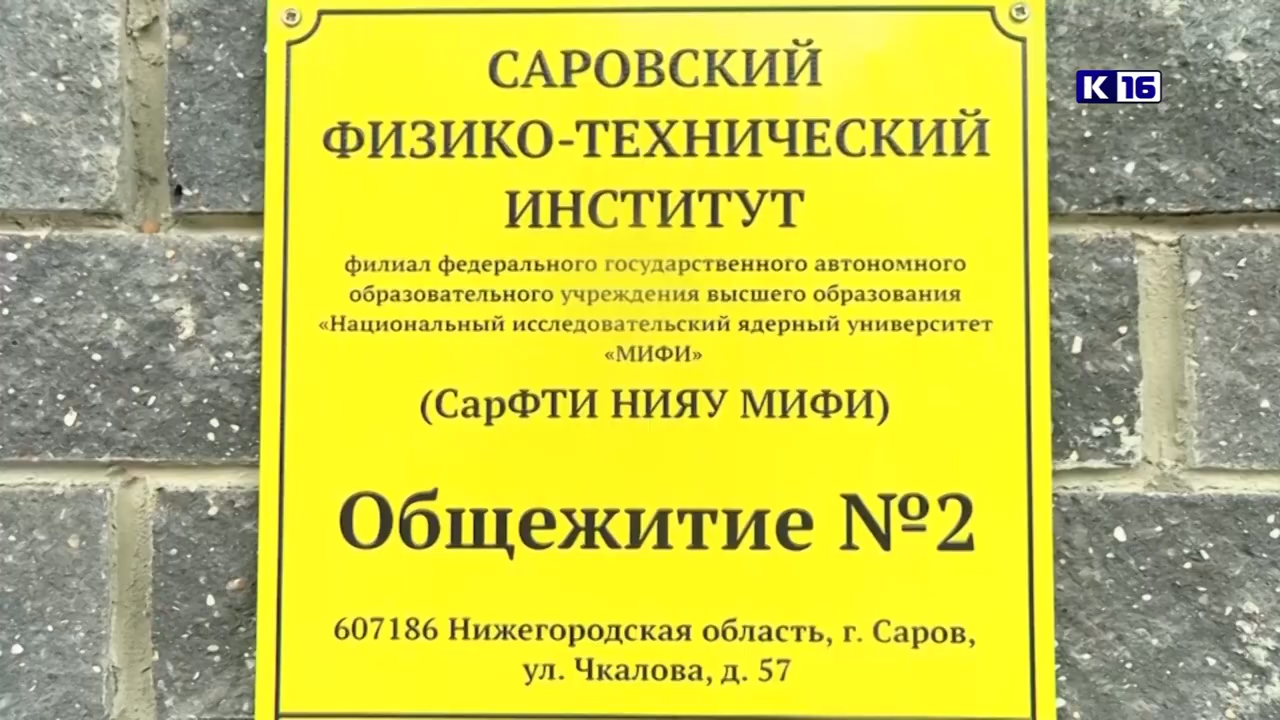 САРОВСКИЙ
ФИЗИКО-ТЕХНИЧЕСКИЙ
ИНСТИТУТ
филиал федерального государственного автономного
образовательного учреждения высшего образования
«Национальный исследовательский ядерный университет
«МИФИ»
(СарФТИ НИЯУ МИФИ)
Общежитие №2
607186 Нижегородская область, г. Саров,
ул. Чкалова, д. 57
К 16